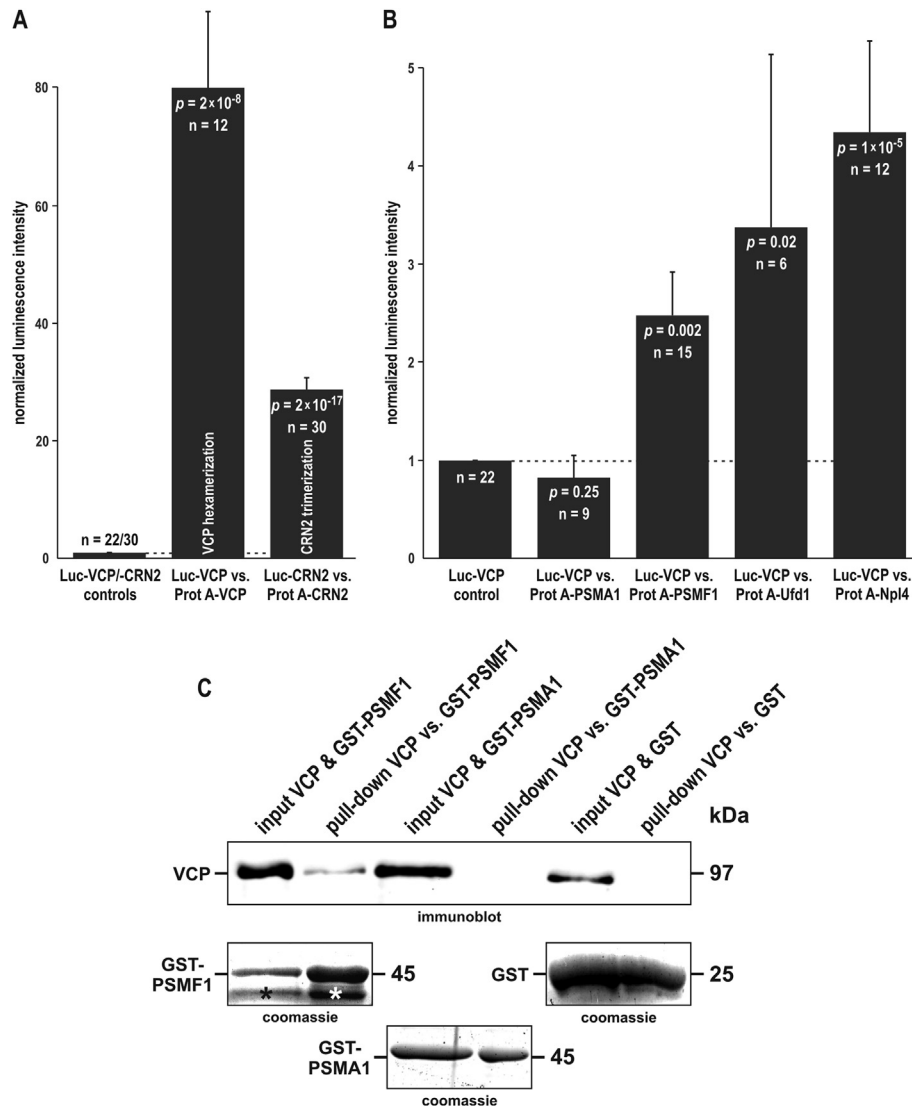 A
normalized luminescence intensity
80
60
40
20
0
n = 22/30
p = 2×10⁻⁸
n = 12
VCP hexamerization
p = 2×10⁻¹⁷
n = 30
CRN2 trimerization
Luc-VCP/-CRN2
controls
Luc-VCP vs.
Prot A-VCP
Luc-CRN2 vs.
Prot A-CRN2
B
normalized luminescence intensity
5
4
3
2
1
0
n = 22
p = 0.25
n = 9
p = 0.002
n = 15
p = 0.02
n = 6
p = 1×10⁻⁵
n = 12
Luc-VCP
control
Luc-VCP vs.
Prot A-PSMA1
Luc-VCP vs.
Prot A-PSMF1
Luc-VCP vs.
Prot A-Ufd1
Luc-VCP vs.
Prot A-Npl4
C
input VCP & GST-PSMF1
pull-down VCP vs. GST-PSMF1
input VCP & GST-PSMA1
pull-down VCP vs. GST-PSMA1
input VCP & GST
pull-down VCP vs. GST
kDa
VCP
97
immunoblot
GST-
PSMF1
* *
45
coomassie
GST
25
coomassie
GST-
PSMA1
45
coomassie